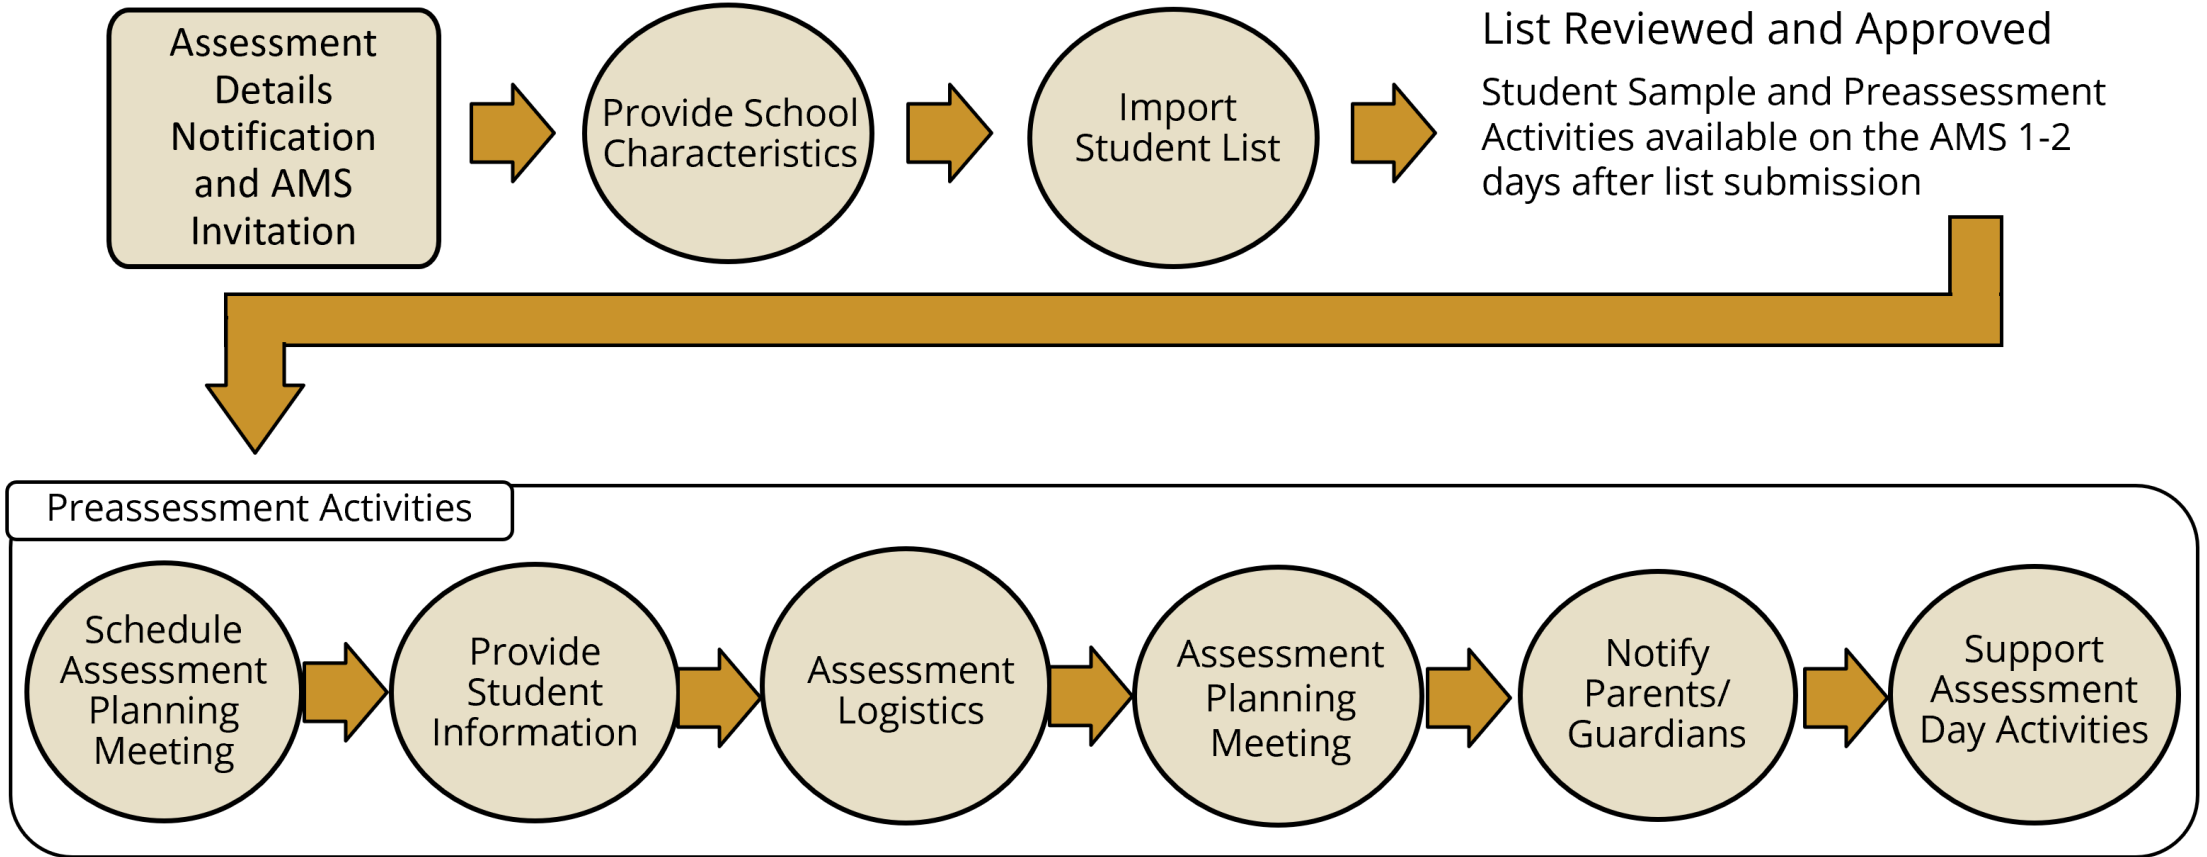 Assessment
Details
Notification
and AMS
Invitation
Provide School
Characteristics
Import
Student List
List Reviewed and Approved
Student Sample and Preassessment
Activities available on the AMS 1-2
days after list submission
Preassessment Activities
Schedule
Assessment
Planning
Meeting
Provide
Student
Information
Assessment
Logistics
Assessment
Planning
Meeting
Notify
Parents/
Guardians
Support
Assessment
Day Activities